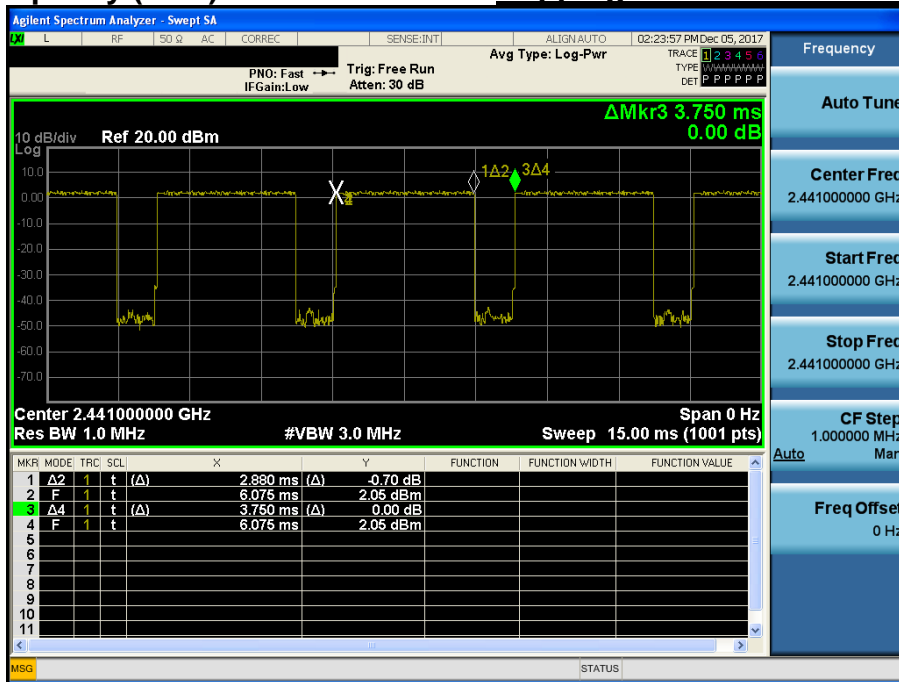 Agilent Spectrum Analyzer - Swept SA
LXI L RF 50 Ω AC CORREC SENSE:INT ALIGN AUTO 02:23:57 PM Dec 05, 2017
PNO: Fast Trig: Free Run Avg Type: Log-Pwr TRACE 1 2 3 4 5 6
IFGain:Low Atten: 30 dB TYPE
DET P P P P P P
ΔMkr3 3.750 ms
0.00 dB
10 dB/div Ref 20.00 dBm
Log
10.0
0.00
-10.0
-20.0
-30.0
-40.0
-50.0
-60.0
-70.0
1Δ2 3Δ4
Center 2.441000000 GHz Span 0 Hz
Res BW 1.0 MHz #VBW 3.0 MHz Sweep 15.00 ms (1001 pts)
MKR MODE TRC SCL X Y FUNCTION FUNCTION WIDTH FUNCTION VALUE
1 Δ2 1 t (Δ) 2.880 ms (Δ) -0.70 dB
2 F 1 t 6.075 ms 2.05 dBm
3 Δ4 1 t (Δ) 3.750 ms (Δ) 0.00 dB
4 F 1 t 6.075 ms 2.05 dBm
5
6
7
8
9
10
11
MSG STATUS
Frequency
Auto Tune
Center Freq
2.441000000 GHz
Start Freq
2.441000000 GHz
Stop Freq
2.441000000 GHz
CF Step
1.000000 MHz
Auto Man
Freq Offset
0 Hz